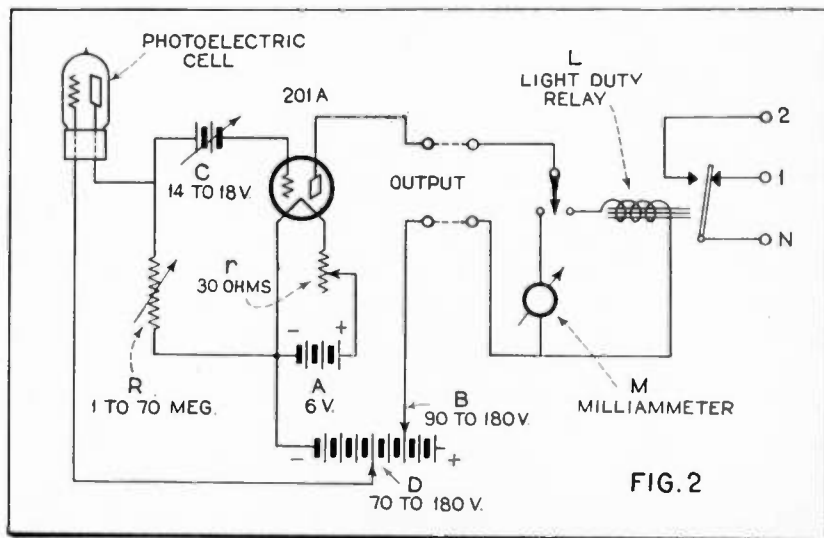 PHOTOELECTRIC
CELL
201A
L
LIGHT DUTY
RELAY
2
C
14 TO 18 V.
OUTPUT
1
r
30 OHMS
N
- +
R
1 TO 70 MEG.
A
6 V.
B
90 TO 180 V.
M
MILLIAMMETER
- +
D
70 TO 180 V.
FIG. 2